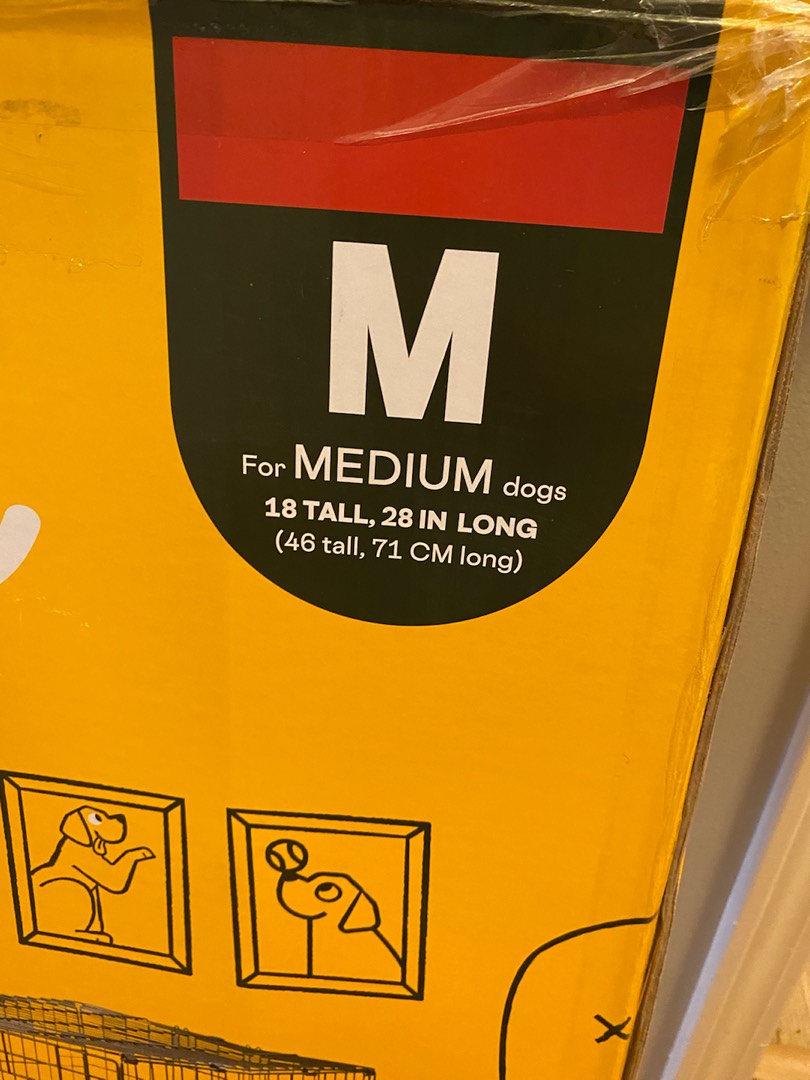 M
For MEDIUM dogs
18 TALL, 28 IN LONG
(46 tall, 71 CM long)